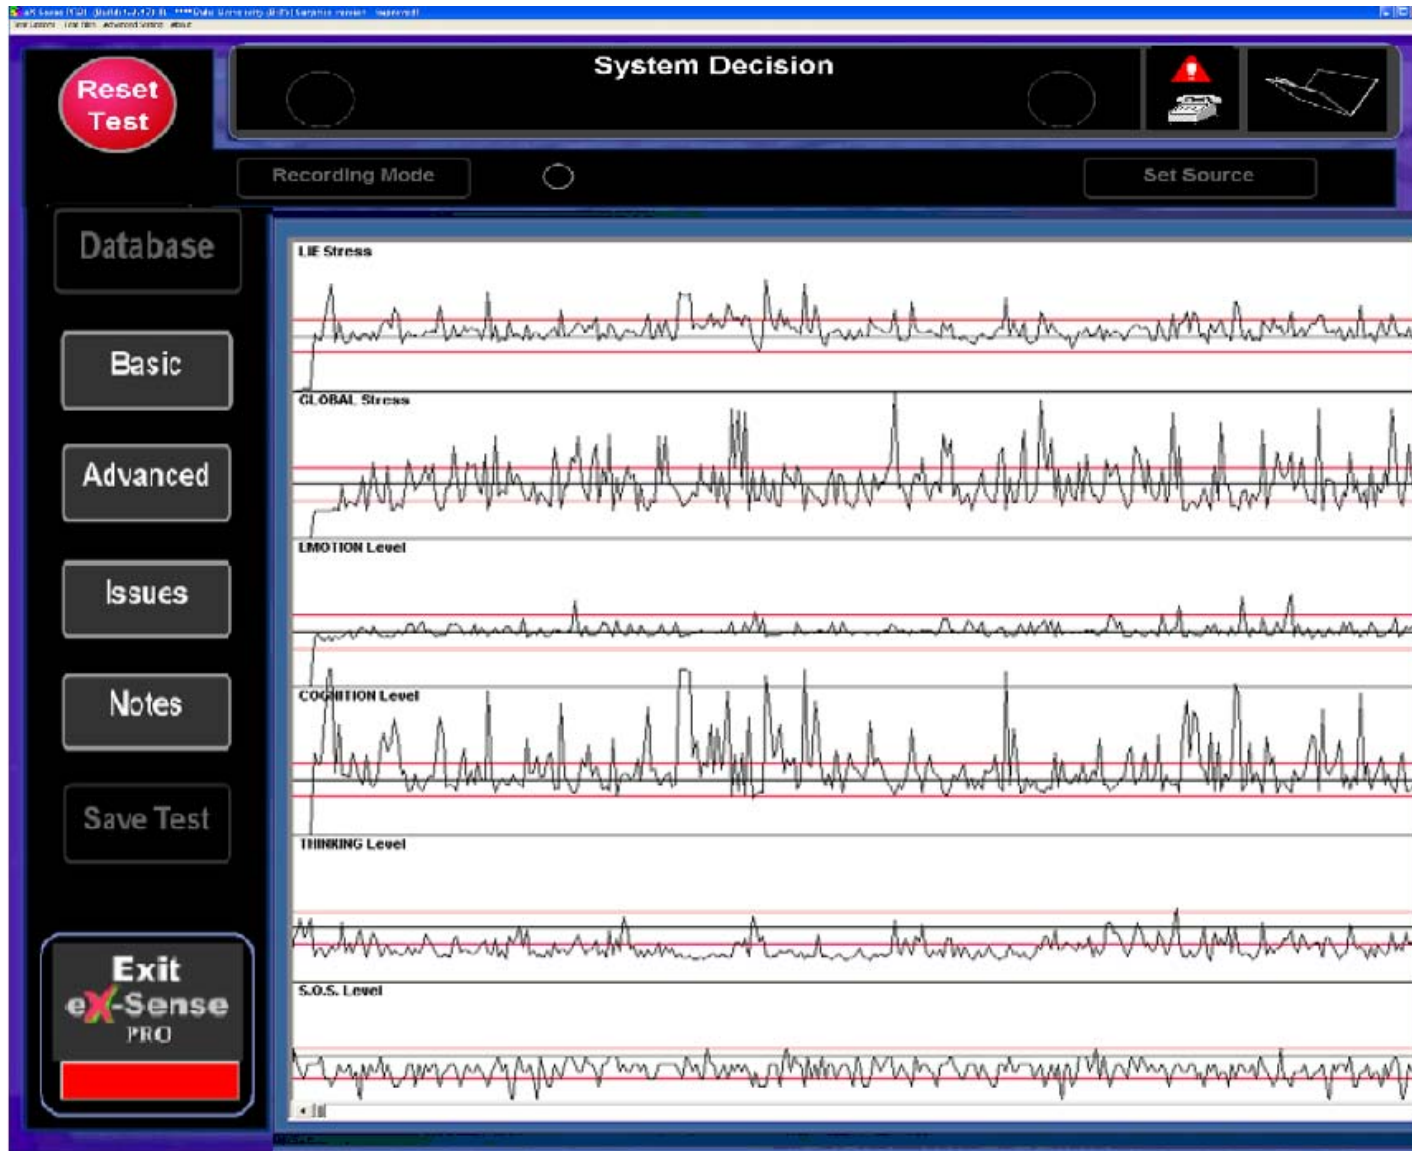 System Decision
Reset
Test
Recording Mode
Set Source
Database
Basic
Advanced
Issues
Notes
Save Test
Exit
eX-Sense
PRO
LIE Stress
GLOBAL Stress
EMOTION Level
COGNITION Level
THINKING Level
S.O.S. Level